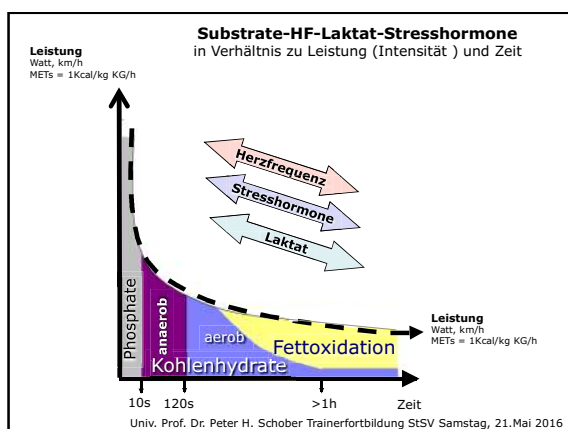 Substrate-HF-Laktat-Stresshormone
in Verhältnis zu Leistung (Intensität ) und Zeit
Leistung
Watt, km/h
METs = 1Kcal/kg KG/h
Herzfrequenz
Stresshormone
Laktat
Phosphate
anaerob
aerob
Fettoxidation
Kohlenhydrate
Leistung
Watt, km/h
METs = 1Kcal/kg KG/h
10s
120s
>1h
Zeit
Univ. Prof. Dr. Peter H. Schober Trainerfortbildung StSV Samstag, 21.Mai 2016